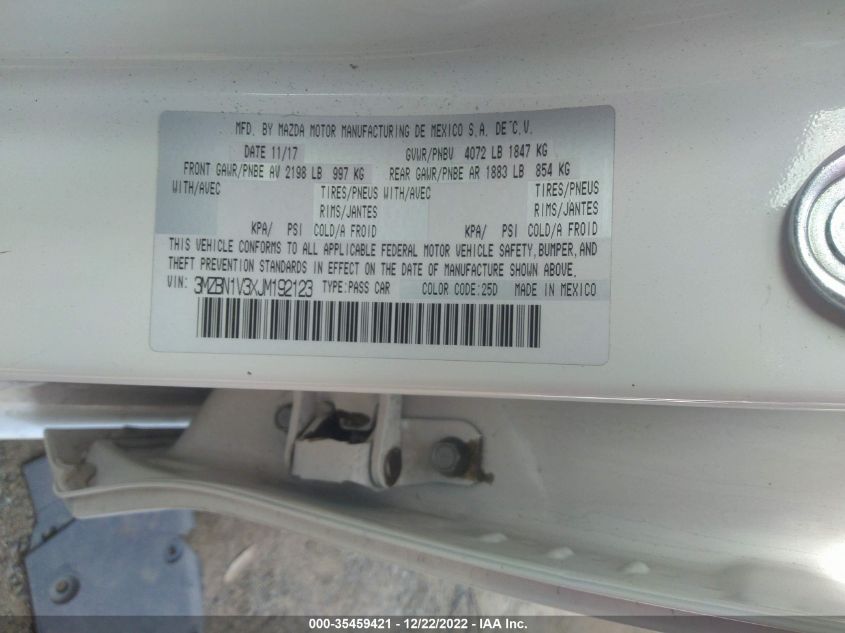 MFD. BY MAZDA MOTOR MANUFACTURING DE MEXICO S.A. DE C.V.
DATE 11/17 GVWR/PNBV 4072 LB 1847 KG
FRONT GAWR/PNBE AV 2198 LB 997 KG REAR GAWR/PNBE AR 1883 LB 854 KG
WITH/AVEC TIRES/PNEUS WITH/AVEC TIRES/PNEUS
RIMS/JANTES RIMS/JANTES
KPA/ PSI COLD/A FROID KPA/ PSI COLD/A FROID
THIS VEHICLE CONFORMS TO ALL APPLICABLE FEDERAL MOTOR VEHICLE SAFETY, BUMPER, AND
THEFT PREVENTION STANDARDS IN EFFECT ON THE DATE OF MANUFACTURE SHOWN ABOVE.
VIN: 3MZBN1V3XJM192123 TYPE:PASS CAR COLOR CODE:25D MADE IN MEXICO
000-35459421 - 12/22/2022 - IAA Inc.